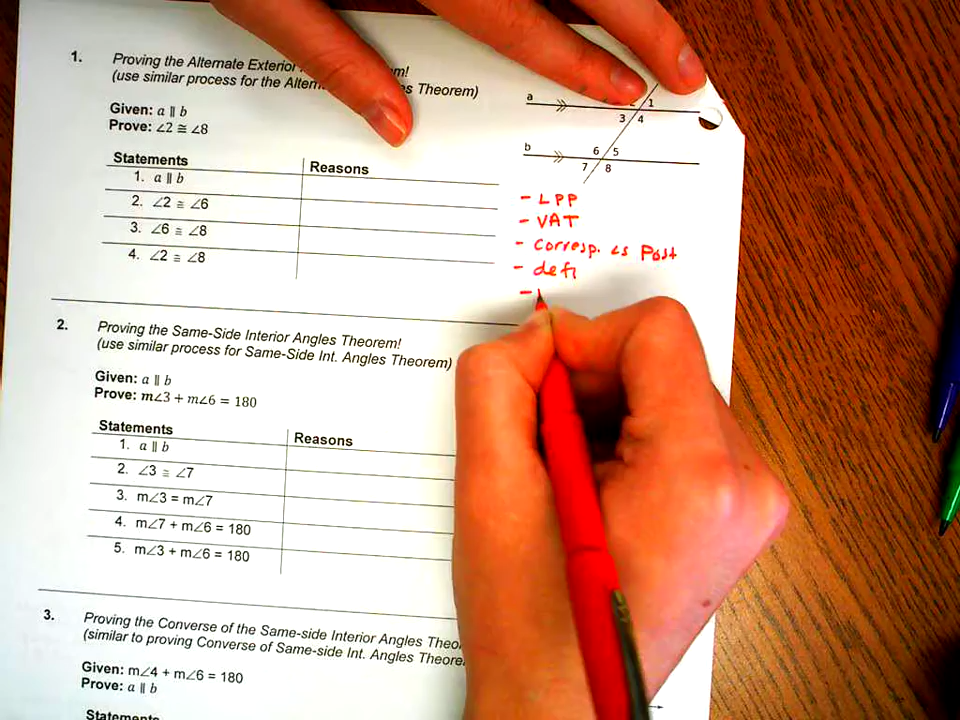 1. Proving the Alternate Exterior m!
(use similar process for the Altern es Theorem)
Given: a ∥ b
Prove: ∠2 ≅ ∠8
Statements Reasons
1. a ∥ b
2. ∠2 ≅ ∠6
3. ∠6 ≅ ∠8
4. ∠2 ≅ ∠8
a 1
3 4
b 6 5
7 8
- LPP
- VAT
- Corresp. ∠s Post
- defi
-
2. Proving the Same-Side Interior Angles Theorem!
(use similar process for Same-Side Int. Angles Theorem)
Given: a ∥ b
Prove: m∠3 + m∠6 = 180
Statements Reasons
1. a ∥ b
2. ∠3 ≅ ∠7
3. m∠3 = m∠7
4. m∠7 + m∠6 = 180
5. m∠3 + m∠6 = 180
3. Proving the Converse of the Same-side Interior Angles Theo
(similar to proving Converse of Same-side Int. Angles Theore
Given: m∠4 + m∠6 = 180
Prove: a ∥ b
Statements